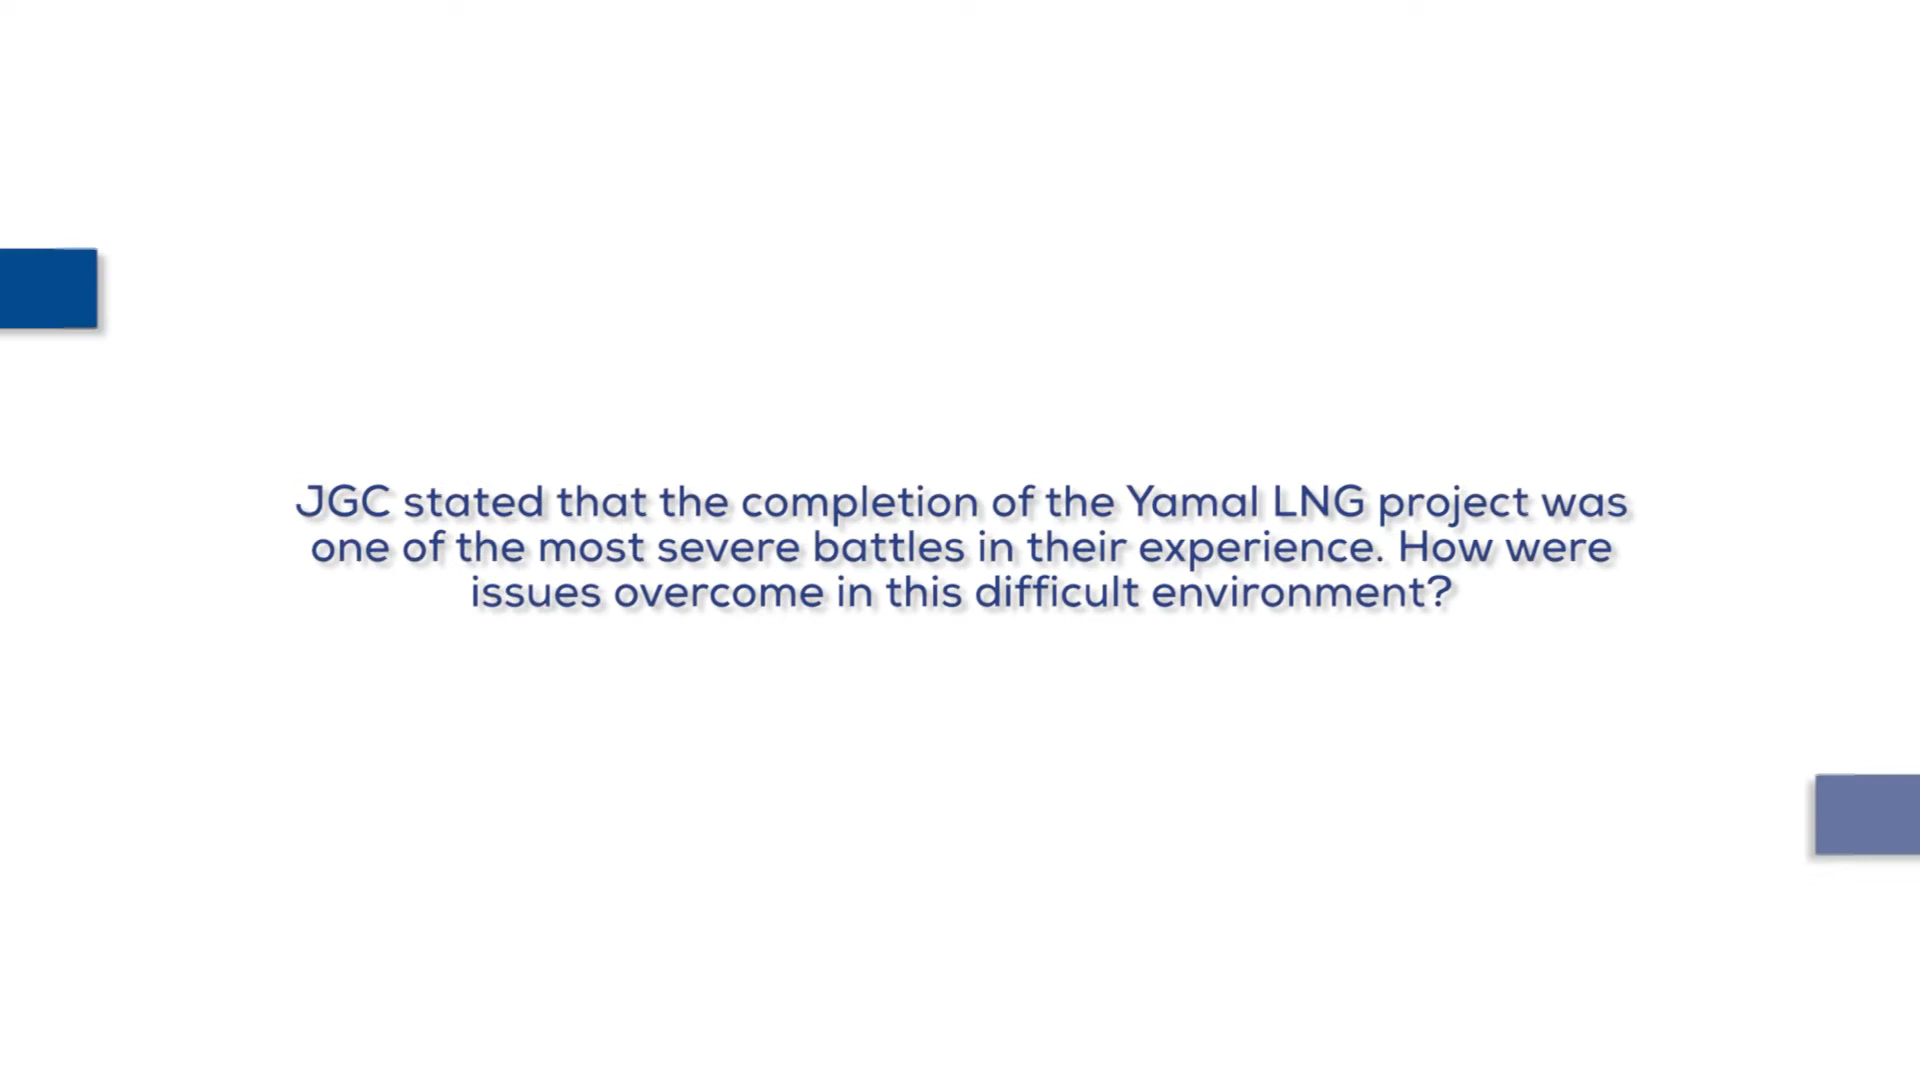 JGC stated that the completion of the Yamal LNG project was
one of the most severe battles in their experience. How were
issues overcome in this difficult environment?